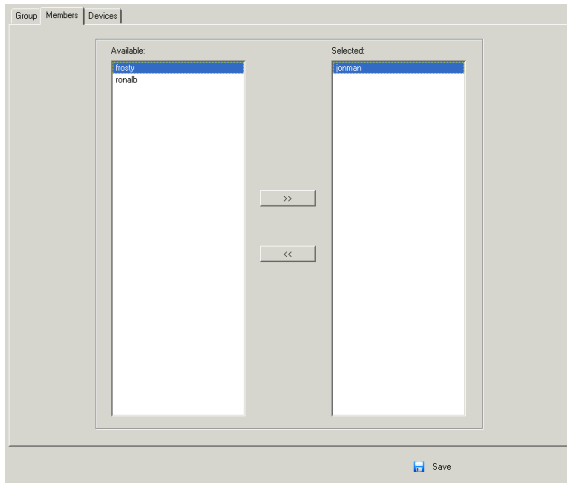 Group Members Devices
Available: Selected:
frosty jonman
ronalb
>>
<<
Save